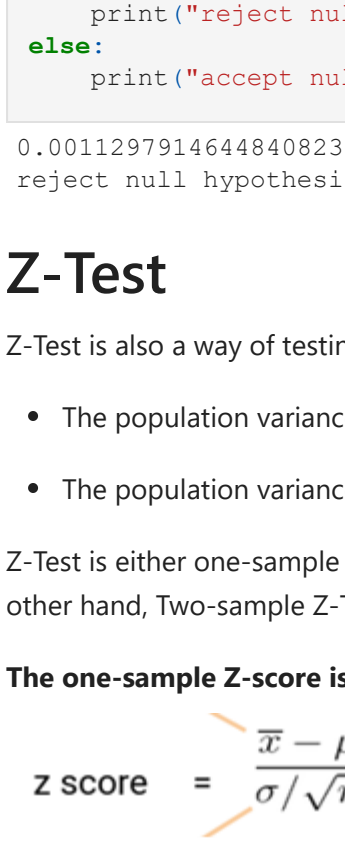 print("reject nul
else:
print("accept nul
0.0011297914644840823
reject null hypothesi
Z-Test
Z-Test is also a way of testin
• The population varianc
• The population varianc
Z-Test is either one-sample
other hand, Two-sample Z-T
The one-sample Z-score is
z score = x̅ − μ / σ/√n